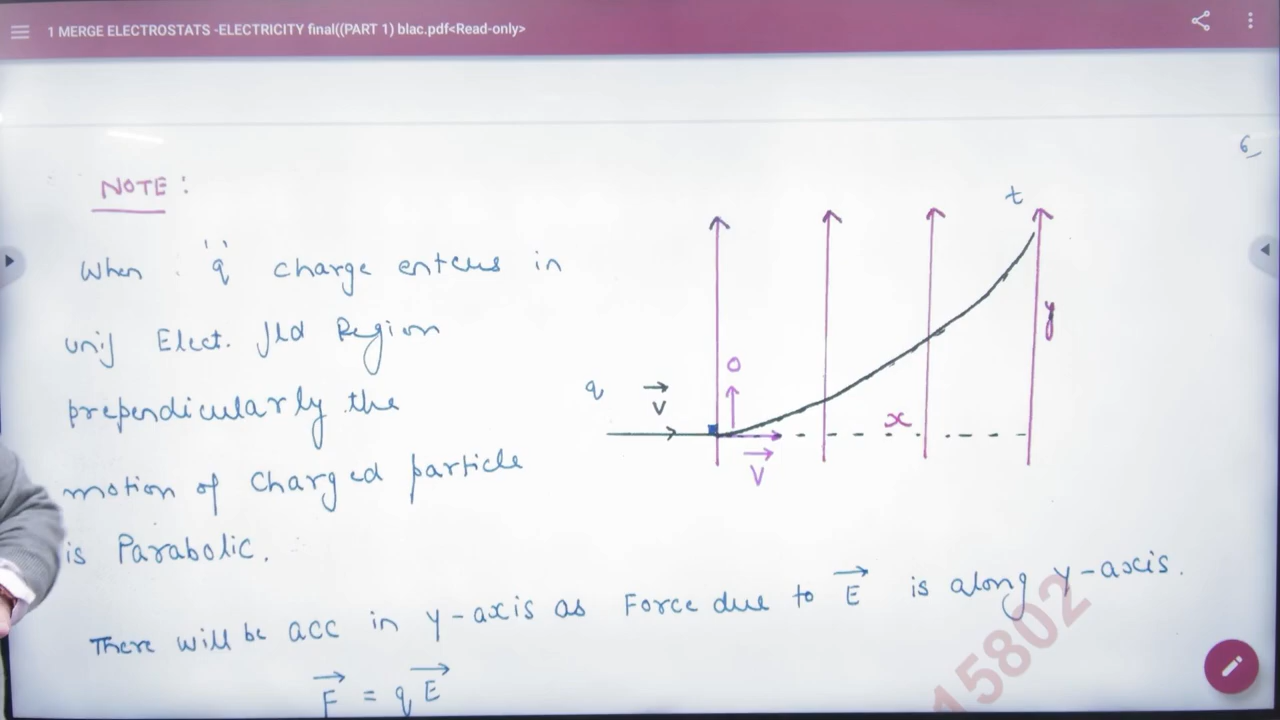 1 MERGE ELECTROSTATS -ELECTRICITY final((PART 1) blac.pdf<Read-only>
6
NOTE :
When "q" charge enters in
unif Elect. fld Region
prependicularly the
motion of Charged particle
is Parabolic.
t
y
O
q
V
x
V
There will be acc in y-axis as Force due to E is along y-axis.
F = qE
15802